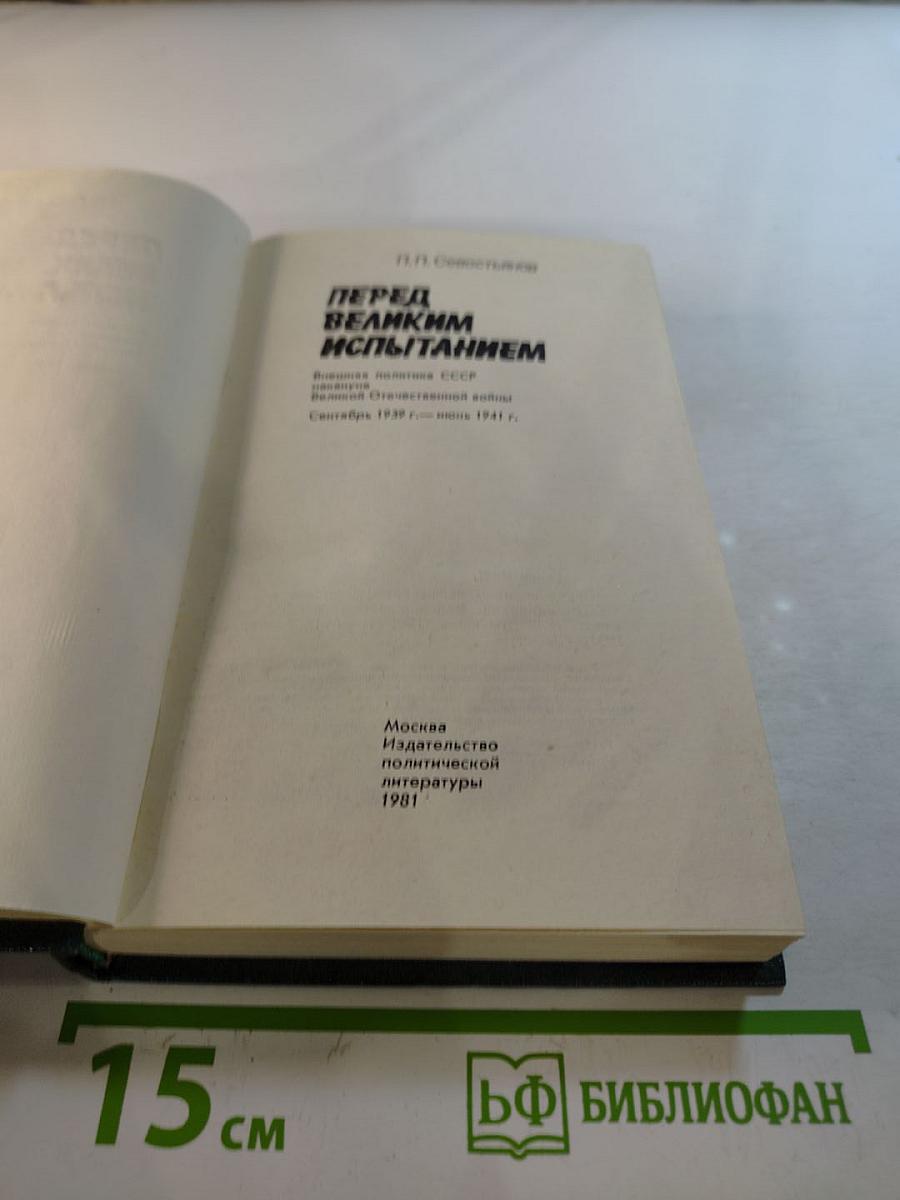 П. П. Севостьянов
ПЕРЕД
ВЕЛИКИМ
ИСПЫТАНИЕМ
Внешняя политика СССР
накануне
Великой Отечественной войны
Сентябрь 1939 г.— июнь 1941 г.
Москва
Издательство
политической
литературы
1981
15 см
ЬФ БИБЛИОФАН